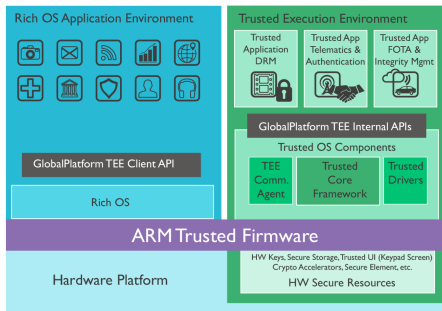 Rich OS Application Environment
GlobalPlatform TEE Client API
Rich OS
Trusted Execution Environment
Trusted
Application
DRM
Trusted App
Telematics &
Authentication
Trusted App
FOTA &
Integrity Mgmt
GlobalPlatform TEE Internal APIs
Trusted OS Components
TEE
Comm.
Agent
Trusted
Core
Framework
Trusted
Drivers
ARM Trusted Firmware
Hardware Platform
HW Keys, Secure Storage, Trusted UI (Keypad Screen)
Crypto Accelerators, Secure Element, etc.
HW Secure Resources